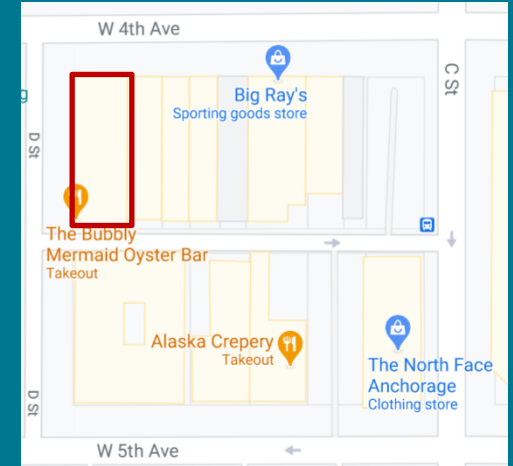 W 4th Ave
C St
Big Ray's
Sporting goods store
g
D St
The Bubbly
Mermaid Oyster Bar
Takeout
Alaska Crepery
Takeout
The North Face
Anchorage
Clothing store
D St
W 5th Ave